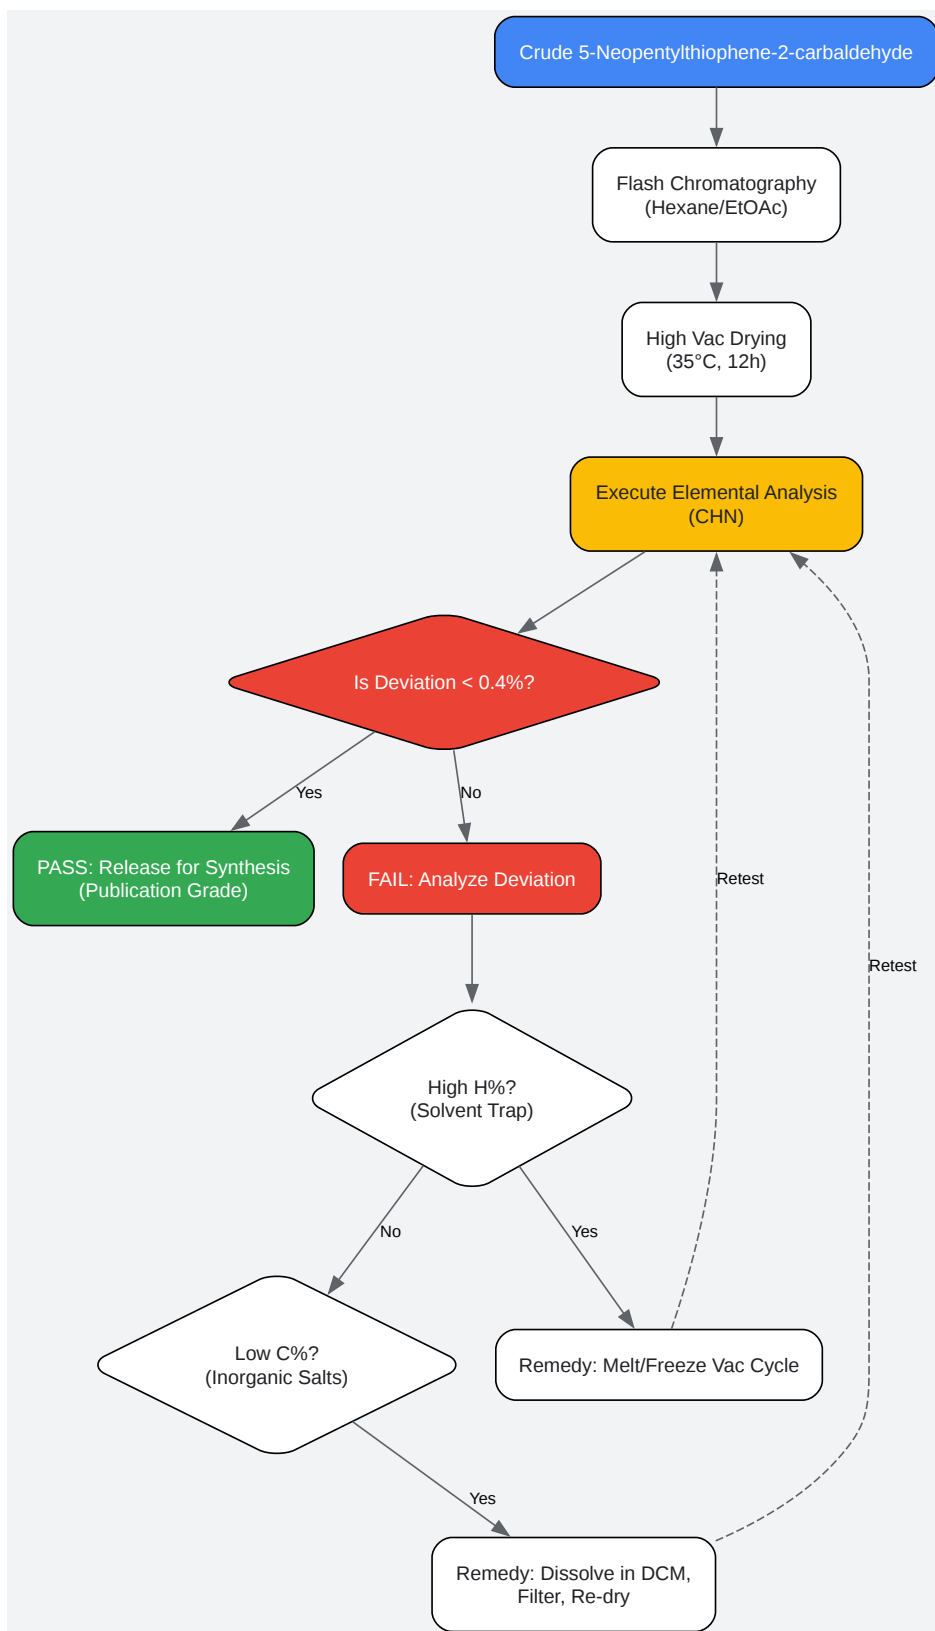 Crude 5-Neopentylthiophene-2-carbaldehyde
Flash Chromatography
(Hexane/EtOAc)
High Vac Drying
(35°C, 12h)
Execute Elemental Analysis
(CHN)
Is Deviation < 0.4%?
Yes
No
PASS: Release for Synthesis
(Publication Grade)
FAIL: Analyze Deviation
Retest
Retest
High H%?
(Solvent Trap)
No
Yes
Low C%?
(Inorganic Salts)
Remedy: Melt/Freeze Vac Cycle
Yes
Remedy: Dissolve in DCM,
Filter, Re-dry